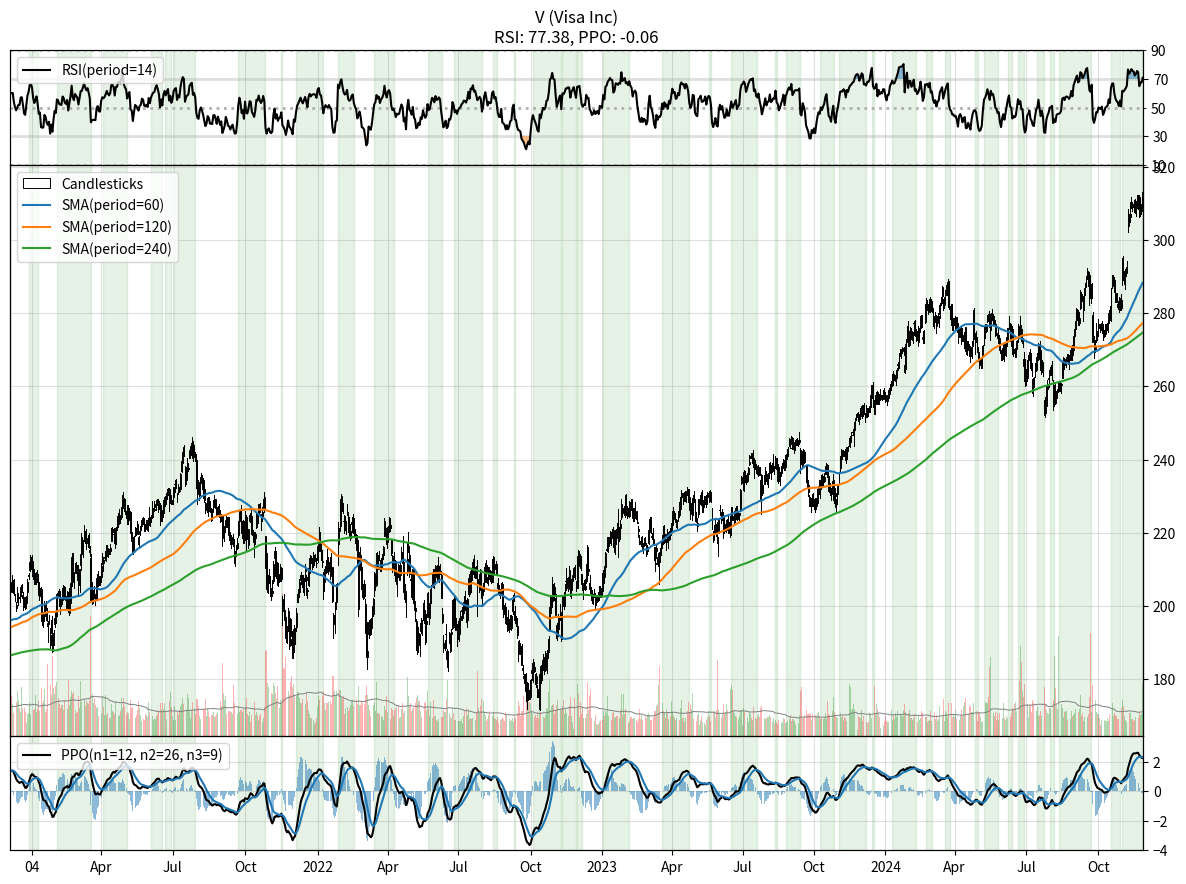 V (Visa Inc)
RSI: 77.38, PPO: -0.06
RSI(period=14)
90
70
50
30
10
Candlesticks
SMA(period=60)
SMA(period=120)
SMA(period=240)
320
300
280
260
240
220
200
180
PPO(n1=12, n2=26, n3=9)
2
0
−2
−4
04 Apr Jul Oct 2022 Apr Jul Oct 2023 Apr Jul Oct 2024 Apr Jul Oct